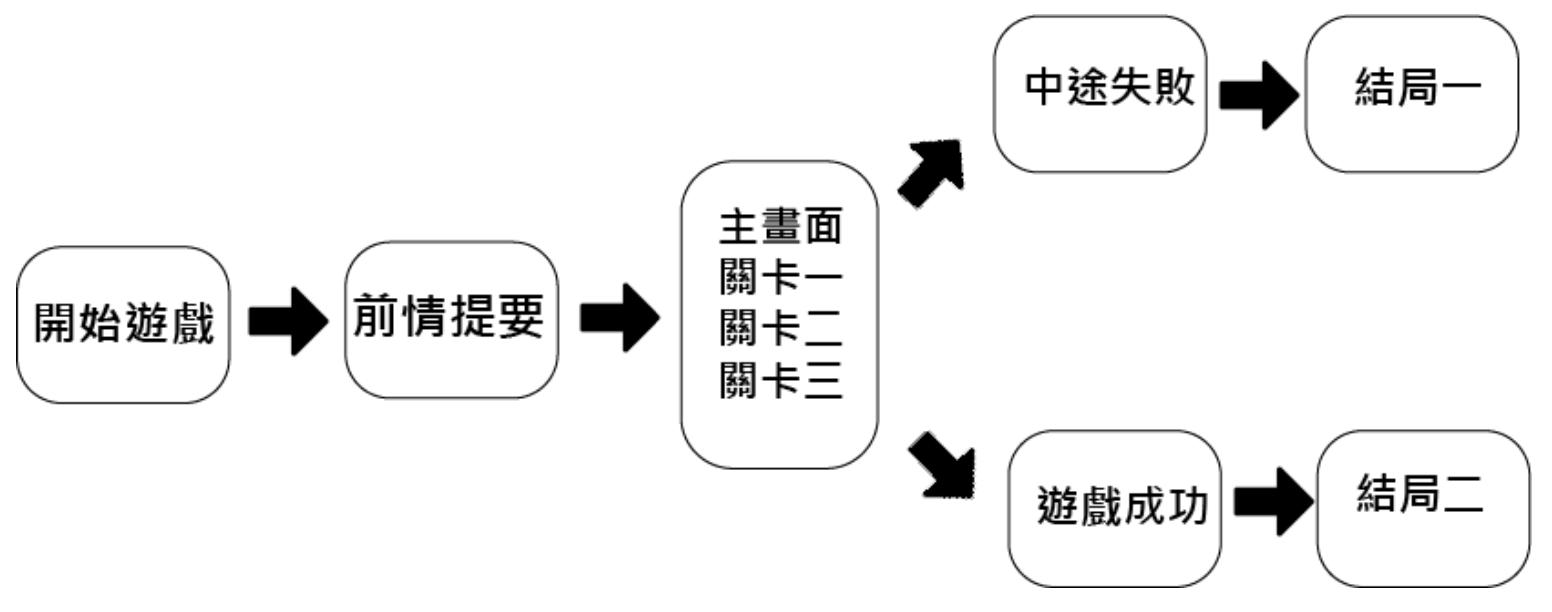 開始遊戲
前情提要
主畫面
關卡一
關卡二
關卡三
中途失敗
結局一
遊戲成功
結局二